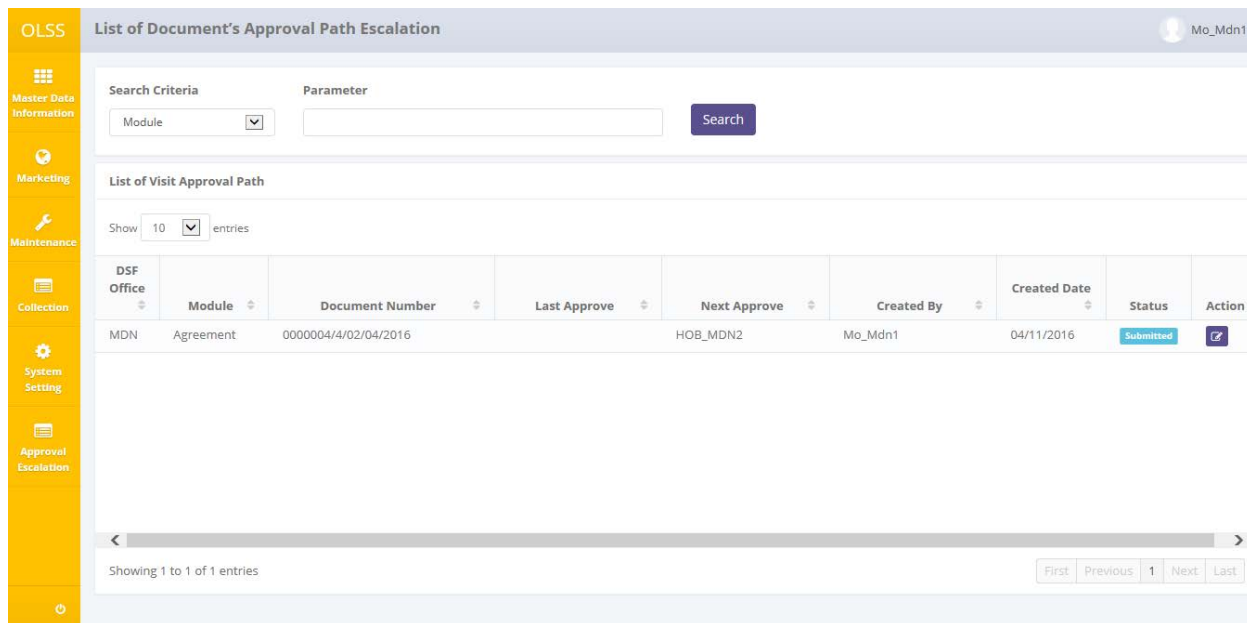 OLSS
List of Document's Approval Path Escalation
Mo_Mdn1
Master Data
Information
Marketing
Maintenance
Collection
System
Setting
Approval
Escalation
Search Criteria
Parameter
Module
Search
List of Visit Approval Path
Show 10 entries
DSF
Office
Module
Document Number
Last Approve
Next Approve
Created By
Created Date
Status
Action
MDN Agreement 0000004/4/02/04/2016 HOB_MDN2 Mo_Mdn1 04/11/2016 Submitted
Showing 1 to 1 of 1 entries
First Previous 1 Next Last